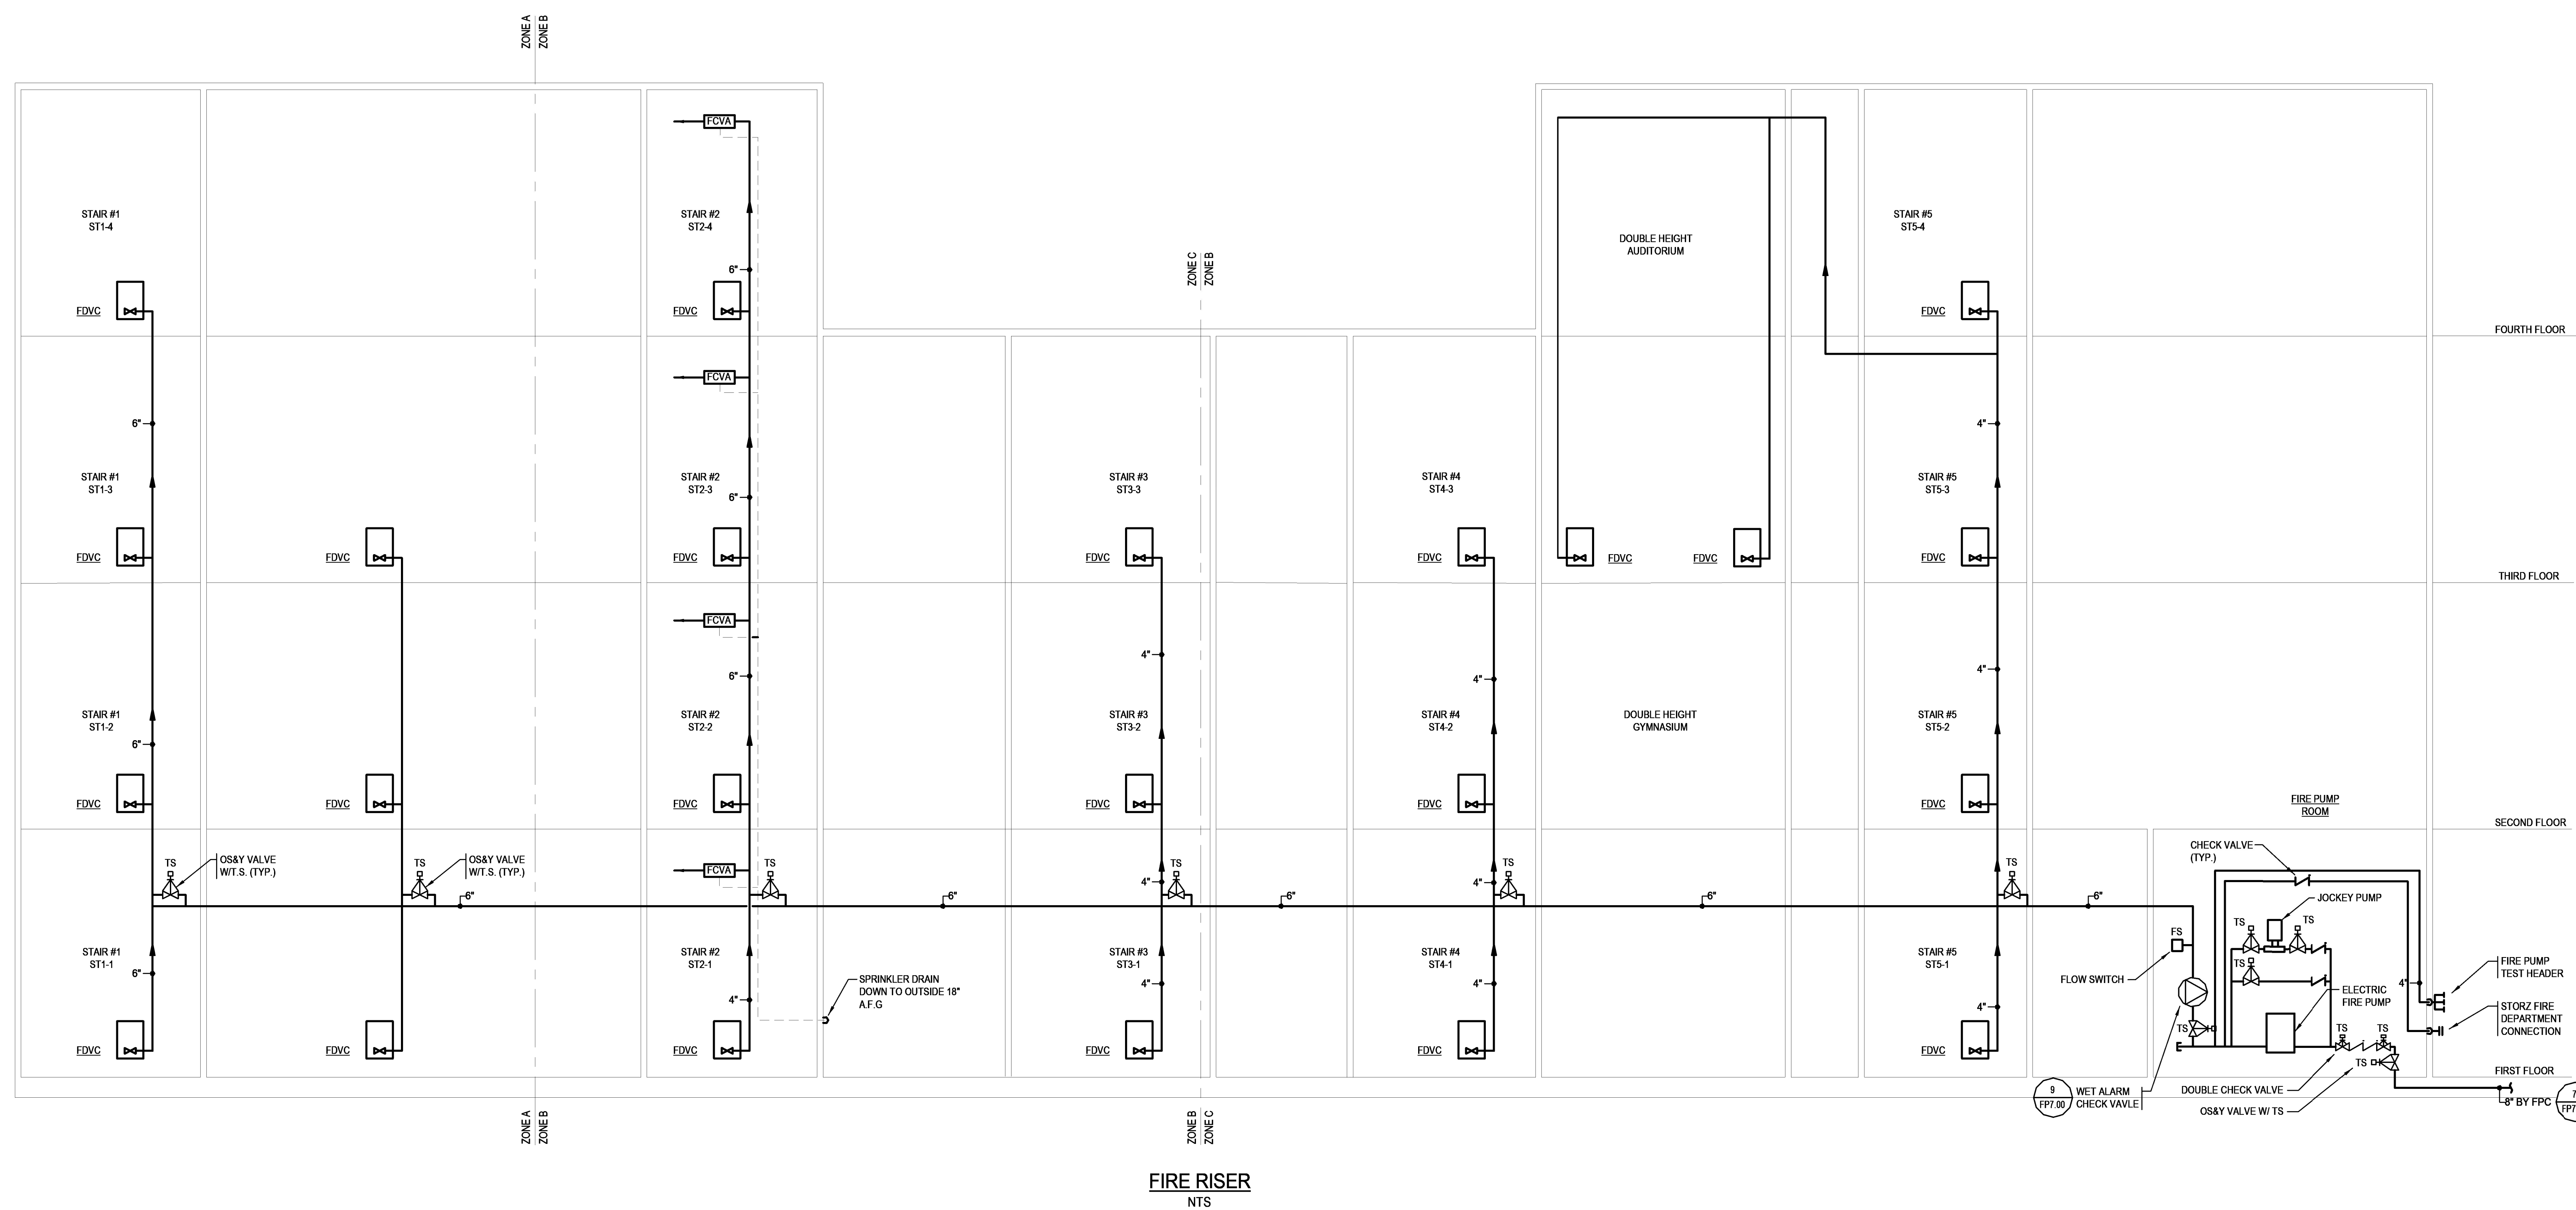 ZONE A
ZONE B
FCVA
STAIR #1
ST1-4
STAIR #2
ST2-4
STAIR #5
ST5-4
DOUBLE HEIGHT
AUDITORIUM
ZONE C
ZONE B
6"
FDVC
FDVC
FDVC
FOURTH FLOOR
FCVA
6"
4"
STAIR #1
ST1-3
STAIR #2
ST2-3
6"
STAIR #3
ST3-3
STAIR #4
ST4-3
STAIR #5
ST5-3
FDVC
FDVC
FDVC
FDVC
FDVC
FDVC
FDVC
FDVC
THIRD FLOOR
FCVA
6"
4"
4"
4"
STAIR #1
ST1-2
6"
STAIR #2
ST2-2
STAIR #3
ST3-2
STAIR #4
ST4-2
DOUBLE HEIGHT
GYMNASIUM
STAIR #5
ST5-2
FDVC
FDVC
FDVC
FDVC
FDVC
FDVC
FIRE PUMP
ROOM
SECOND FLOOR
TS
OS&Y VALVE
W/T.S. (TYP.)
TS
OS&Y VALVE
W/T.S. (TYP.)
FCVA
TS
TS
4"
TS
4"
TS
CHECK VALVE
(TYP.)
6"
6"
6"
6"
6"
JOCKEY PUMP
TS
TS
FS
STAIR #1
ST1-1
6"
STAIR #2
ST2-1
4"
STAIR #3
ST3-1
4"
STAIR #4
ST4-1
4"
STAIR #5
ST5-1
4"
SPRINKLER DRAIN
DOWN TO OUTSIDE 18"
A.F.G
FLOW SWITCH
TS
4"
FIRE PUMP
TEST HEADER
ELECTRIC
FIRE PUMP
STORZ FIRE
DEPARTMENT
CONNECTION
TS
TS
TS
TS
FDVC
FDVC
FDVC
FDVC
FDVC
FDVC
FIRST FLOOR
9
FP7.00
WET ALARM
CHECK VAVLE
DOUBLE CHECK VALVE
OS&Y VALVE W/ TS
8" BY FPC
7
FP7
ZONE A
ZONE B
ZONE B
ZONE C
FIRE RISER
NTS